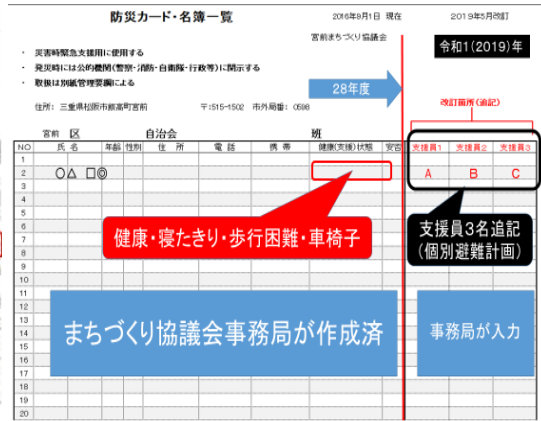 防災カード・名簿一覧
2016年9月1日 現在
2019年5月改訂
宮前まちづくり協議会
令和1(2019)年
・ 災害時緊急支援用に使用する
・ 発災時には公的機関(警察・消防・自衛隊・行政等)に開示する
・ 取扱は別紙管理要綱による
28年度
住所: 三重県松阪市飯高町宮前 〒:515-1502 市外局番: 0598
改訂箇所(追記)
宮前 区 自治会 班
NO 氏 名 年齢 性別 住 所 電 話 携 帯 健康(支援)状態 安否 支援員1 支援員2 支援員3
1
2 〇△ □◎ A B C
3
4
5
6
7
8
9
10
11
12
13
14
15
16
17
18
19
20
健康・寝たきり・歩行困難・車椅子
支援員3名追記
(個別避難計画)
まちづくり協議会事務局が作成済
事務局が入力